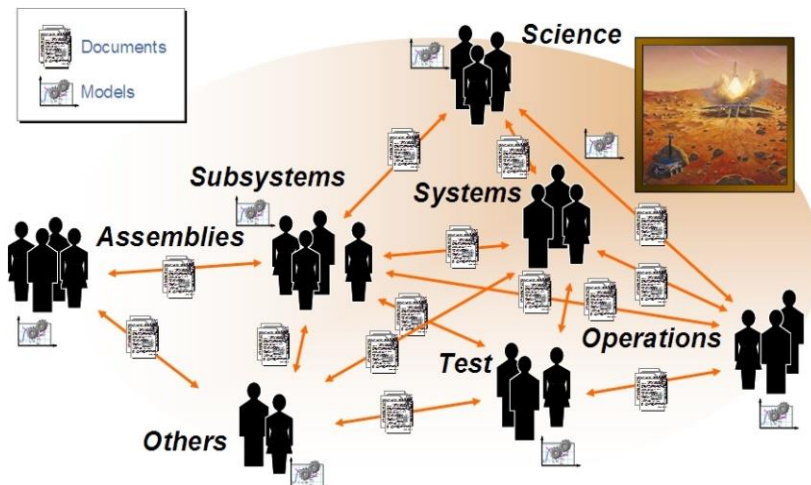 Documents
Models
Science
Subsystems
Systems
Assemblies
Operations
Test
Others